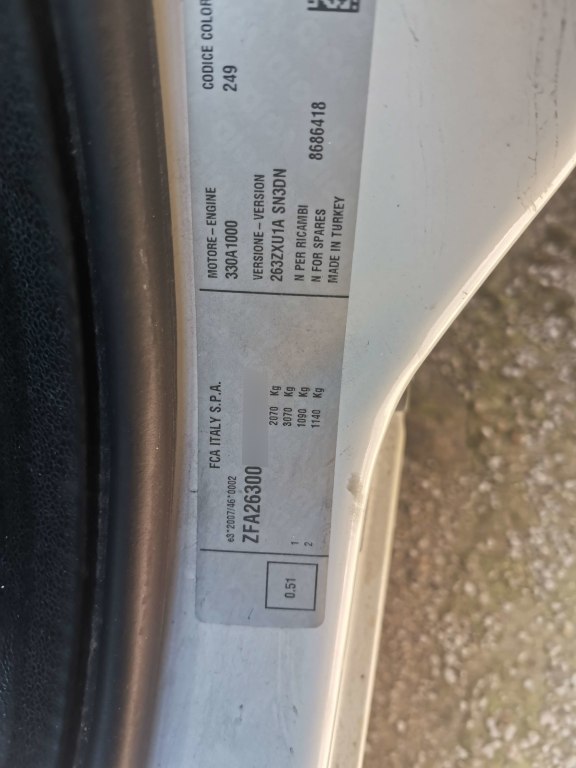 FCA ITALY S.P.A.
e3*2007/46*0002
ZFA26300
2070 Kg
3070 Kg
1 1090 Kg
2 1140 Kg
0.51
MOTORE-ENGINE
330A1000
VERSIONE-VERSION
263ZXU1A SN3DN
N PER RICAMBI
N FOR SPARES 8686418
MADE IN TURKEY
CODICE COLOR
249